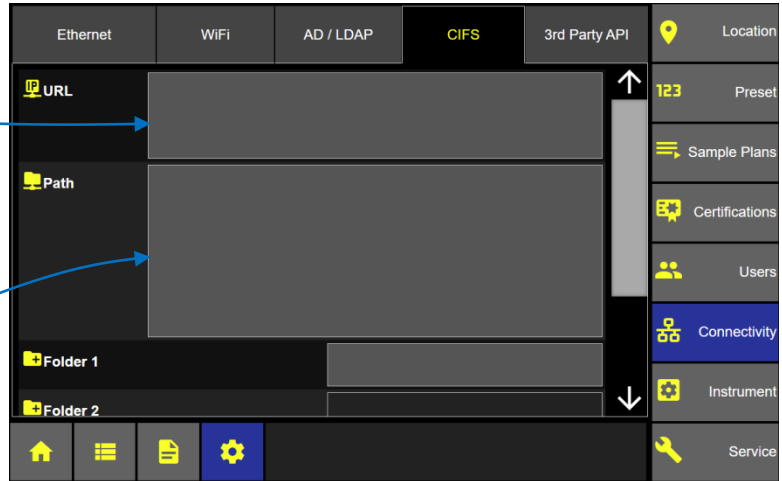 Ethernet WiFi AD / LDAP CIFS 3rd Party API
Location
IP URL
123 Preset
Sample Plans
Path
Certifications
Users
Connectivity
Folder 1
Instrument
Folder 2
Service